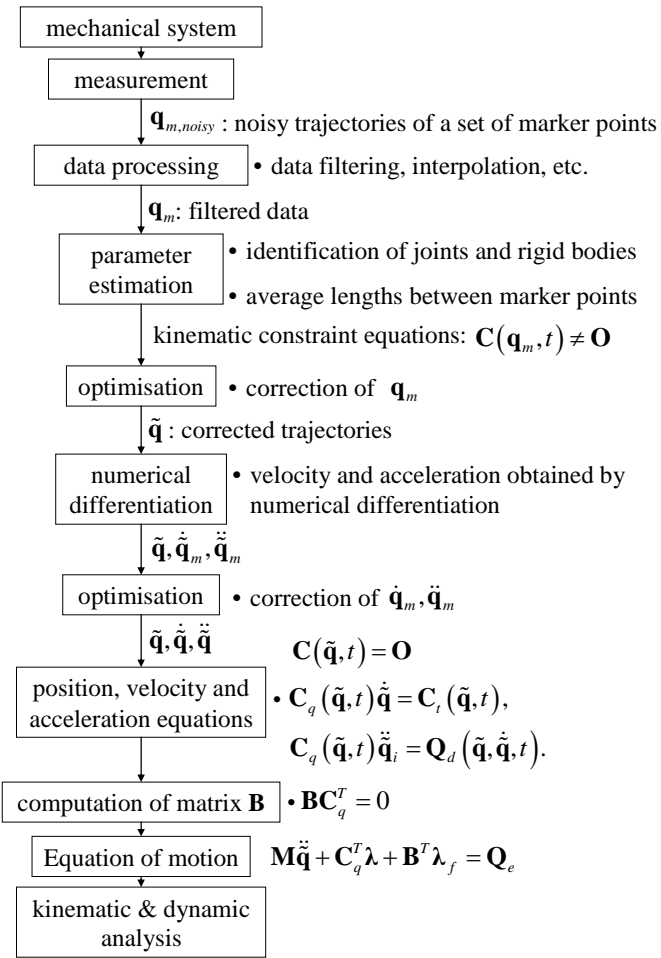 mechanical system
measurement
𝐪_{m,noisy} : noisy trajectories of a set of marker points
data processing • data filtering, interpolation, etc.
𝐪_m: filtered data
parameter estimation
• identification of joints and rigid bodies
• average lengths between marker points
kinematic constraint equations: 𝐂(𝐪_m, t) ≠ 𝐎
optimisation • correction of 𝐪_m
𝐪̃ : corrected trajectories
numerical differentiation
• velocity and acceleration obtained by
numerical differentiation
𝐪̃, 𝐪̃̇_m, 𝐪̃̈_m
optimisation • correction of 𝐪̇_m, 𝐪̈_m
𝐪̃, 𝐪̃̇, 𝐪̃̈
position, velocity and
acceleration equations
𝐂(𝐪̃, t) = 𝐎
• 𝐂_q(𝐪̃, t)𝐪̃̇ = 𝐂_t(𝐪̃, t),
𝐂_q(𝐪̃, t)𝐪̃̈_i = 𝐐_d(𝐪̃, 𝐪̃̇, t).
computation of matrix 𝐁 • 𝐁𝐂_q^T = 0
Equation of motion 𝐌𝐪̃̈ + 𝐂_q^T 𝛌 + 𝐁^T 𝛌_f = 𝐐_e
kinematic & dynamic
analysis